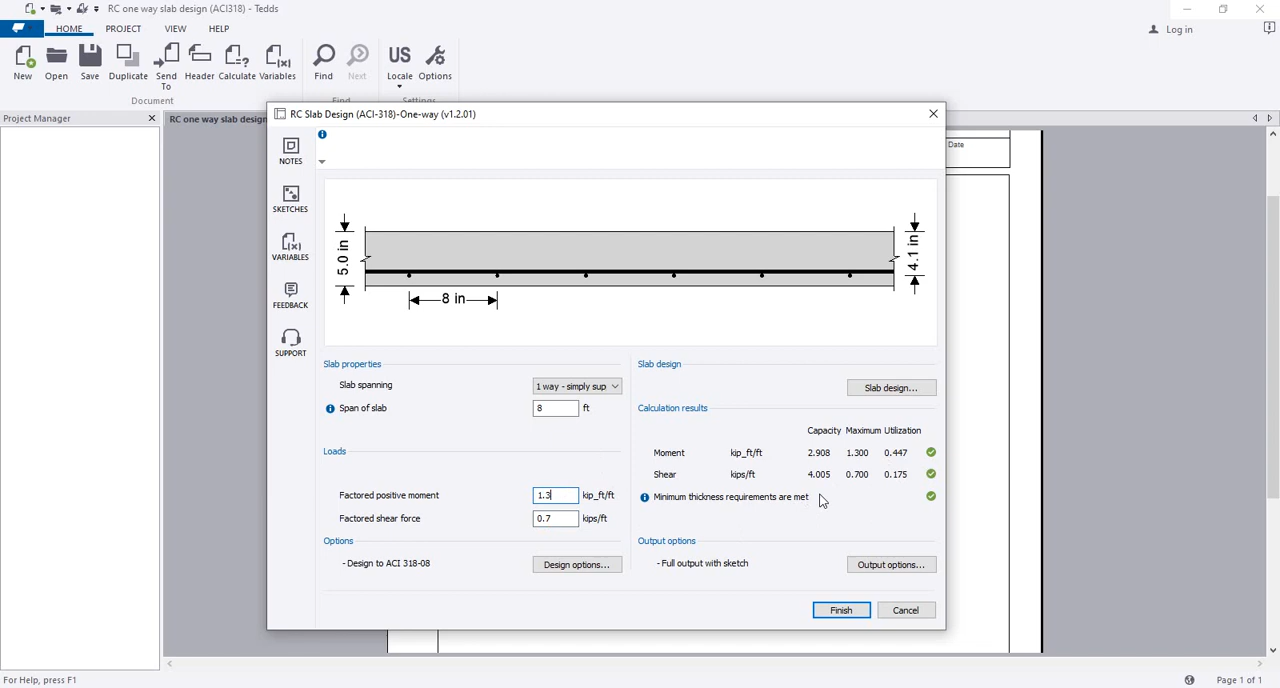 RC one way slab design (ACI318) - Tedds
HOME PROJECT VIEW HELP
Log in
New Open Save Duplicate Send To Header Calculate Variables
Find Next
US Locale Options
Document
Find
Settings
Project Manager
RC one way slab design
RC Slab Design (ACI-318)-One-way (v1.2.01)
Date
NOTES
SKETCHES
VARIABLES
FEEDBACK
SUPPORT
5.0 in
4.1 in
8 in
Slab properties
Slab spanning 1 way - simply sup
Span of slab 8 ft
Loads
Factored positive moment 1.3 kip_ft/ft
Factored shear force 0.7 kips/ft
Options
- Design to ACI 318-08 Design options...
Slab design
Slab design...
Calculation results
Capacity Maximum Utilization
Moment kip_ft/ft 2.908 1.300 0.447
Shear kips/ft 4.005 0.700 0.175
Minimum thickness requirements are met
Output options
- Full output with sketch Output options...
Finish Cancel
For Help, press F1
Page 1 of 1